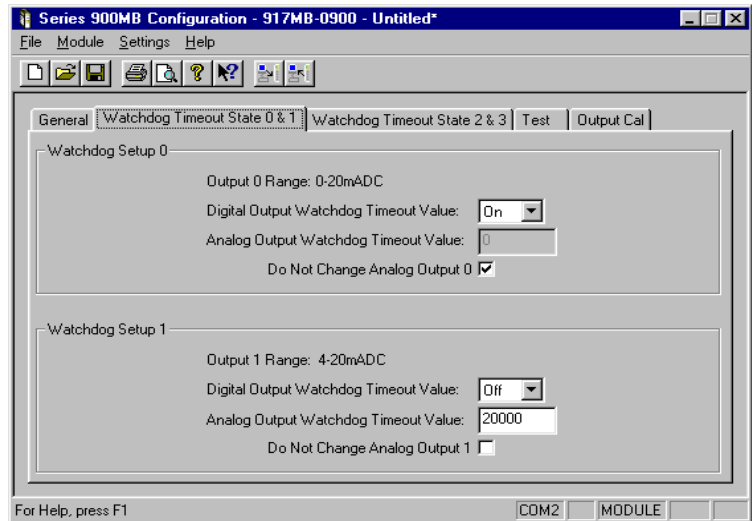 Series 900MB Configuration - 917MB-0900 - Untitled*
File Module Settings Help
General Watchdog Timeout State 0 & 1 Watchdog Timeout State 2 & 3 Test Output Cal
Watchdog Setup 0
Output 0 Range: 0-20mADC
Digital Output Watchdog Timeout Value: On
Analog Output Watchdog Timeout Value: 0
Do Not Change Analog Output 0
Watchdog Setup 1
Output 1 Range: 4-20mADC
Digital Output Watchdog Timeout Value: Off
Analog Output Watchdog Timeout Value: 20000
Do Not Change Analog Output 1
For Help, press F1 COM2 MODULE